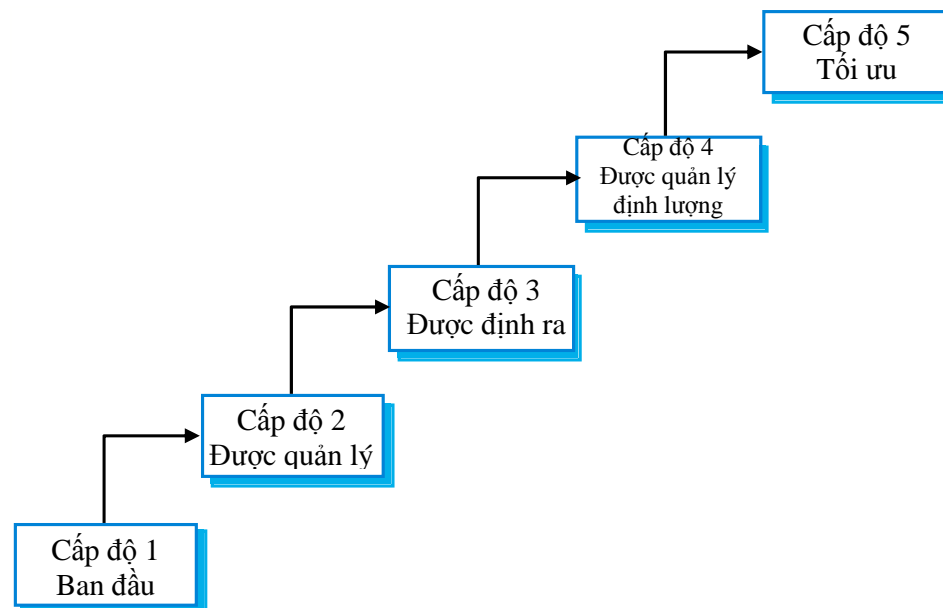 Cấp độ 5
Tối ưu
Cấp độ 4
Được quản lý
định lượng
Cấp độ 3
Được định ra
Cấp độ 2
Được quản lý
Cấp độ 1
Ban đầu